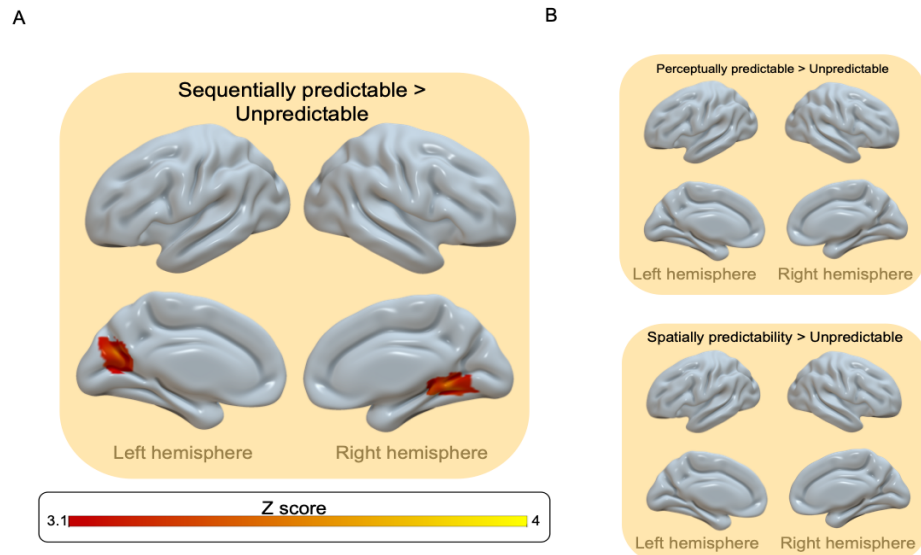 A
Sequentially predictable >
Unpredictable
Left hemisphere
Right hemisphere
Z score
3.1
4
B
Perceptually predictable > Unpredictable
Left hemisphere
Right hemisphere
Spatially predictability > Unpredictable
Left hemisphere
Right hemisphere